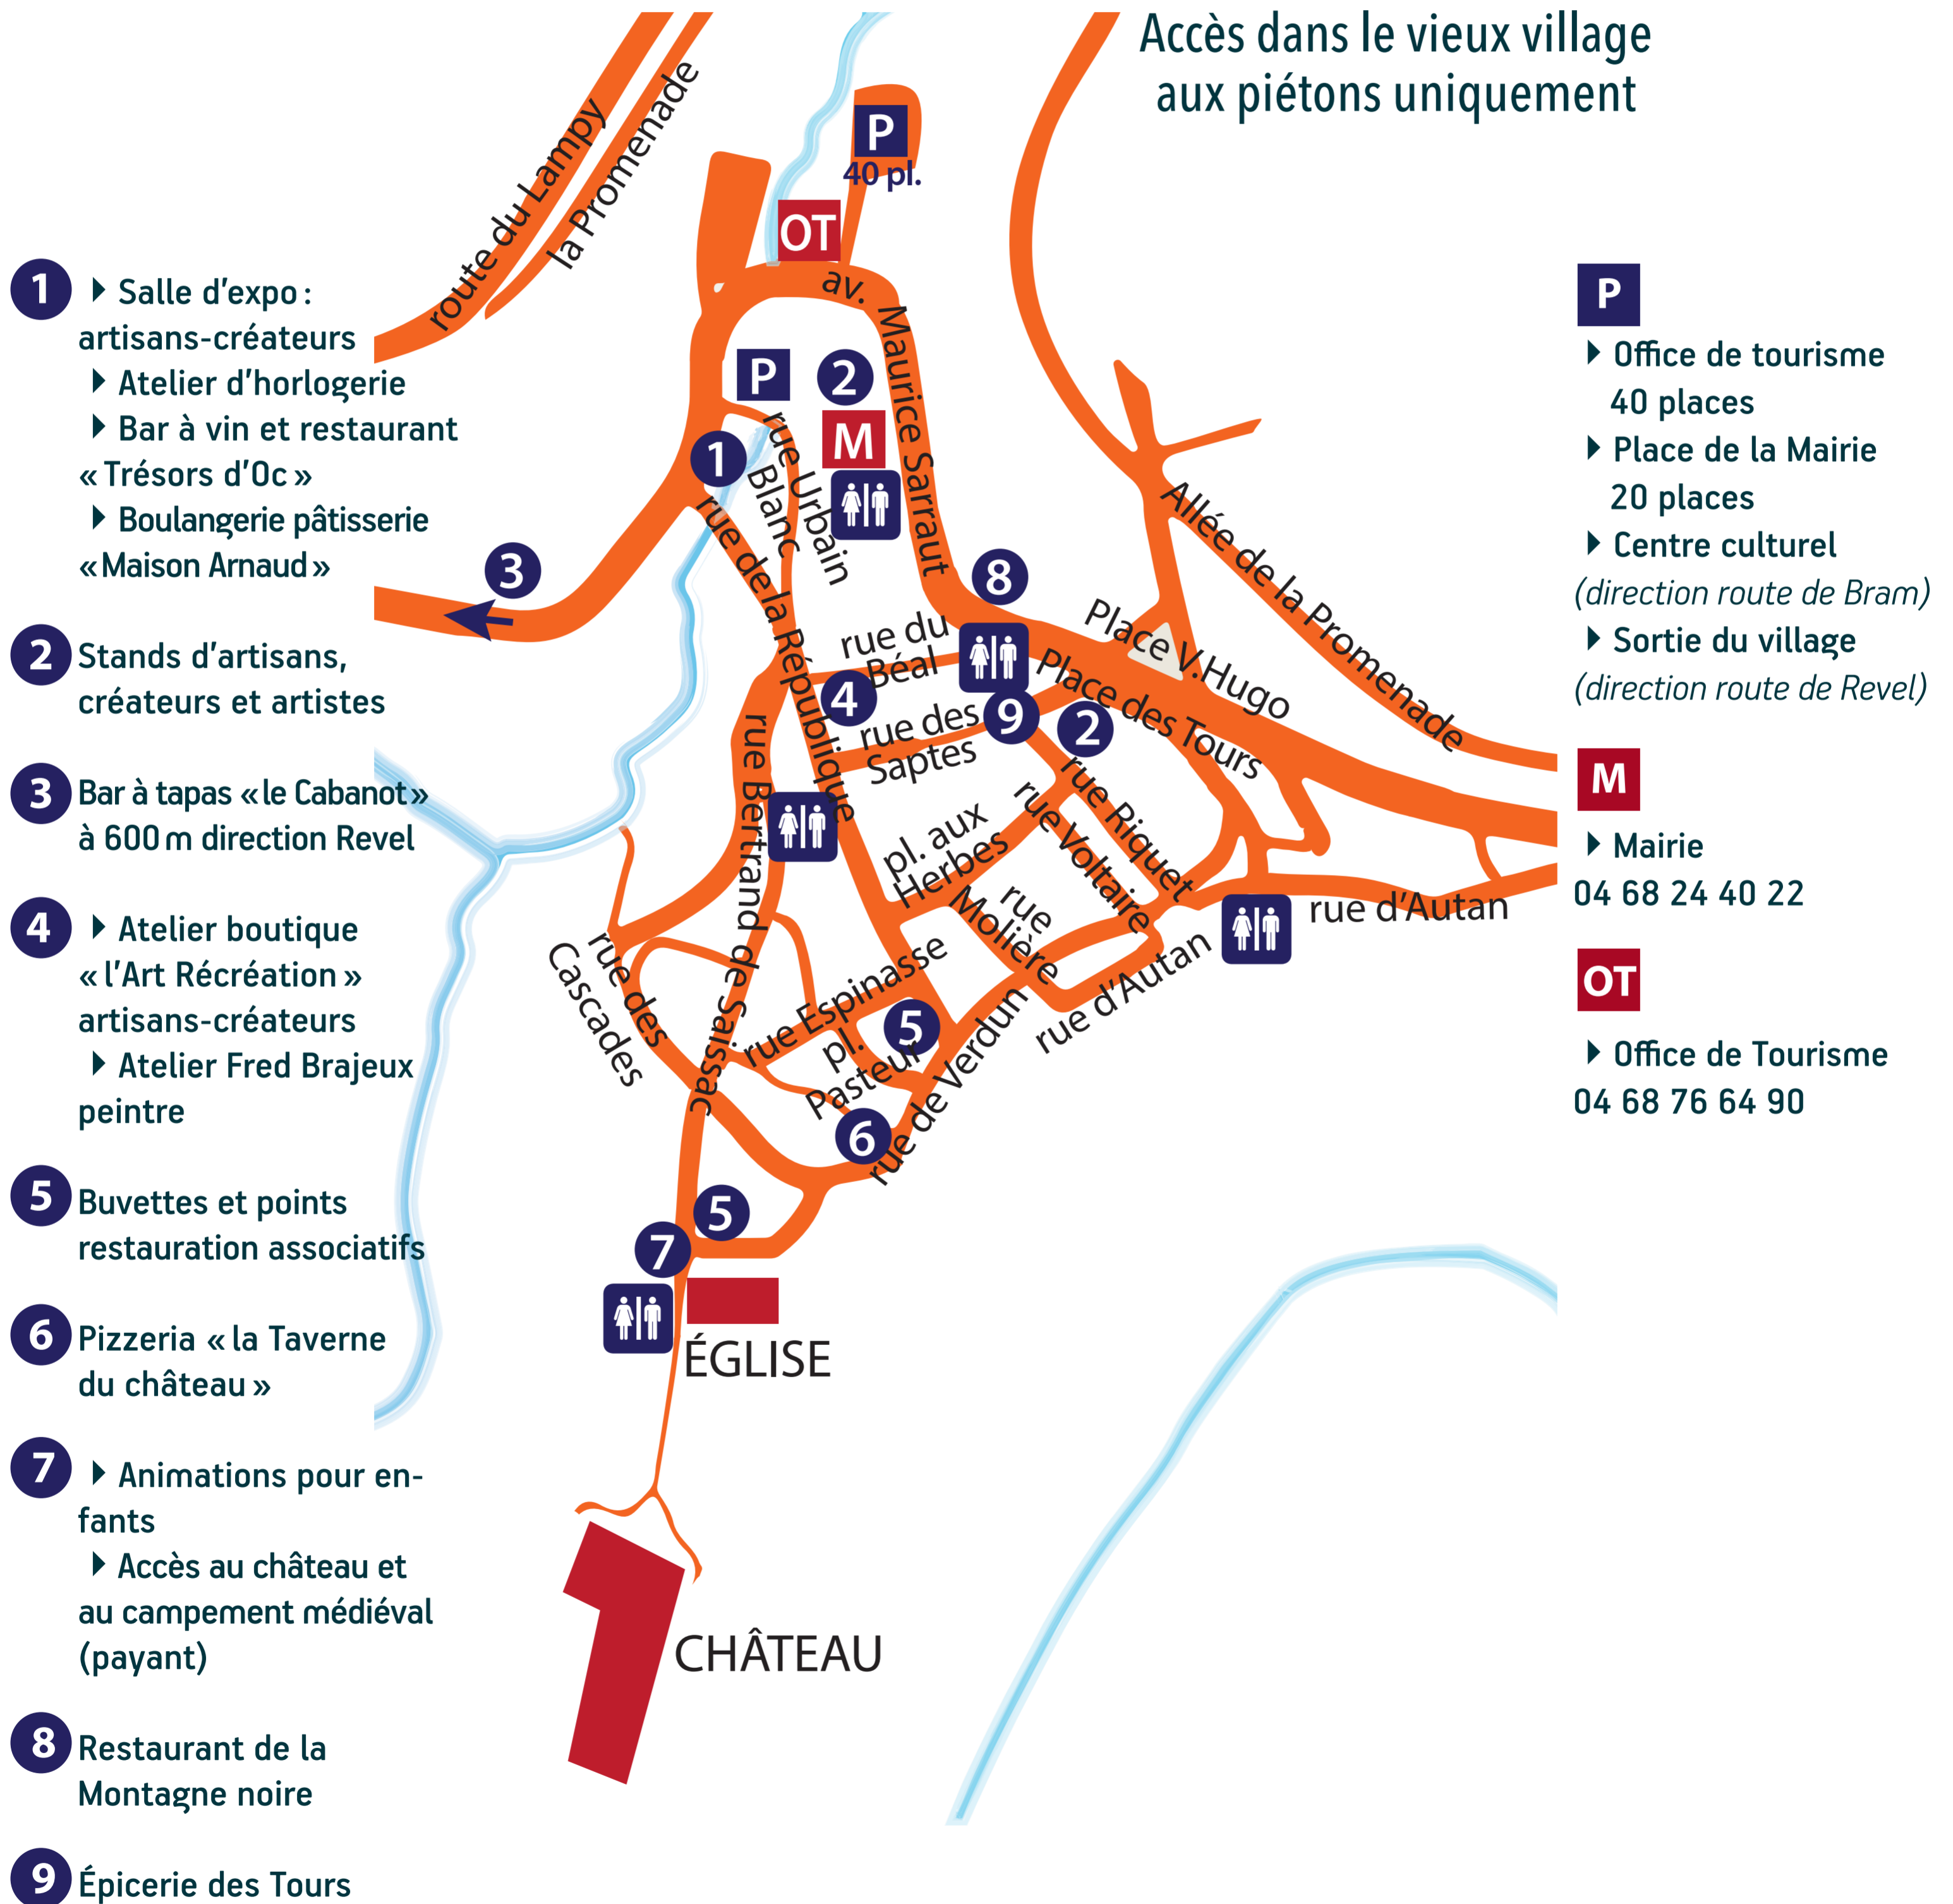 Accès dans le vieux village
aux piétons uniquement
1
Salle d'expo :
artisans-créateurs
Atelier d'horlogerie
Bar à vin et restaurant
« Trésors d'Oc »
Boulangerie pâtisserie
« Maison Arnaud »
2
Stands d'artisans,
créateurs et artistes
3
Bar à tapas « le Cabanot »
à 600 m direction Revel
4
Atelier boutique
« l'Art Récréation »
artisans-créateurs
Atelier Fred Brajeux
peintre
5
Buvettes et points
restauration associatifs
6
Pizzeria « la Taverne
du château »
7
Animations pour en-
fants
Accès au château et
au campement médiéval
(payant)
8
Restaurant de la
Montagne noire
9
Épicerie des Tours
route du Lampy
la Promenade
P
40 pl.
OT
av. Maurice Sarraut
P
2
M
1
rue Urbain
Blanc
rue de la République
3
8
rue du
Béal
4
rue des
Saptes
9
2
Place V.Hugo
Place des Tours
Allée de la Promenade
rue Bertrand de Saissac
rue Riquet
rue Voltaire
pl. aux
Herbes
rue
Moliére
rue d'Autan
rue d'Autan
rue des
Cascades
rue Espinasse
5
pl.
Pasteur
rue de Verdun
6
5
7
ÉGLISE
CHÂTEAU
P
Office de tourisme
40 places
Place de la Mairie
20 places
Centre culturel
(direction route de Bram)
Sortie du village
(direction route de Revel)
M
Mairie
04 68 24 40 22
OT
Office de Tourisme
04 68 76 64 90